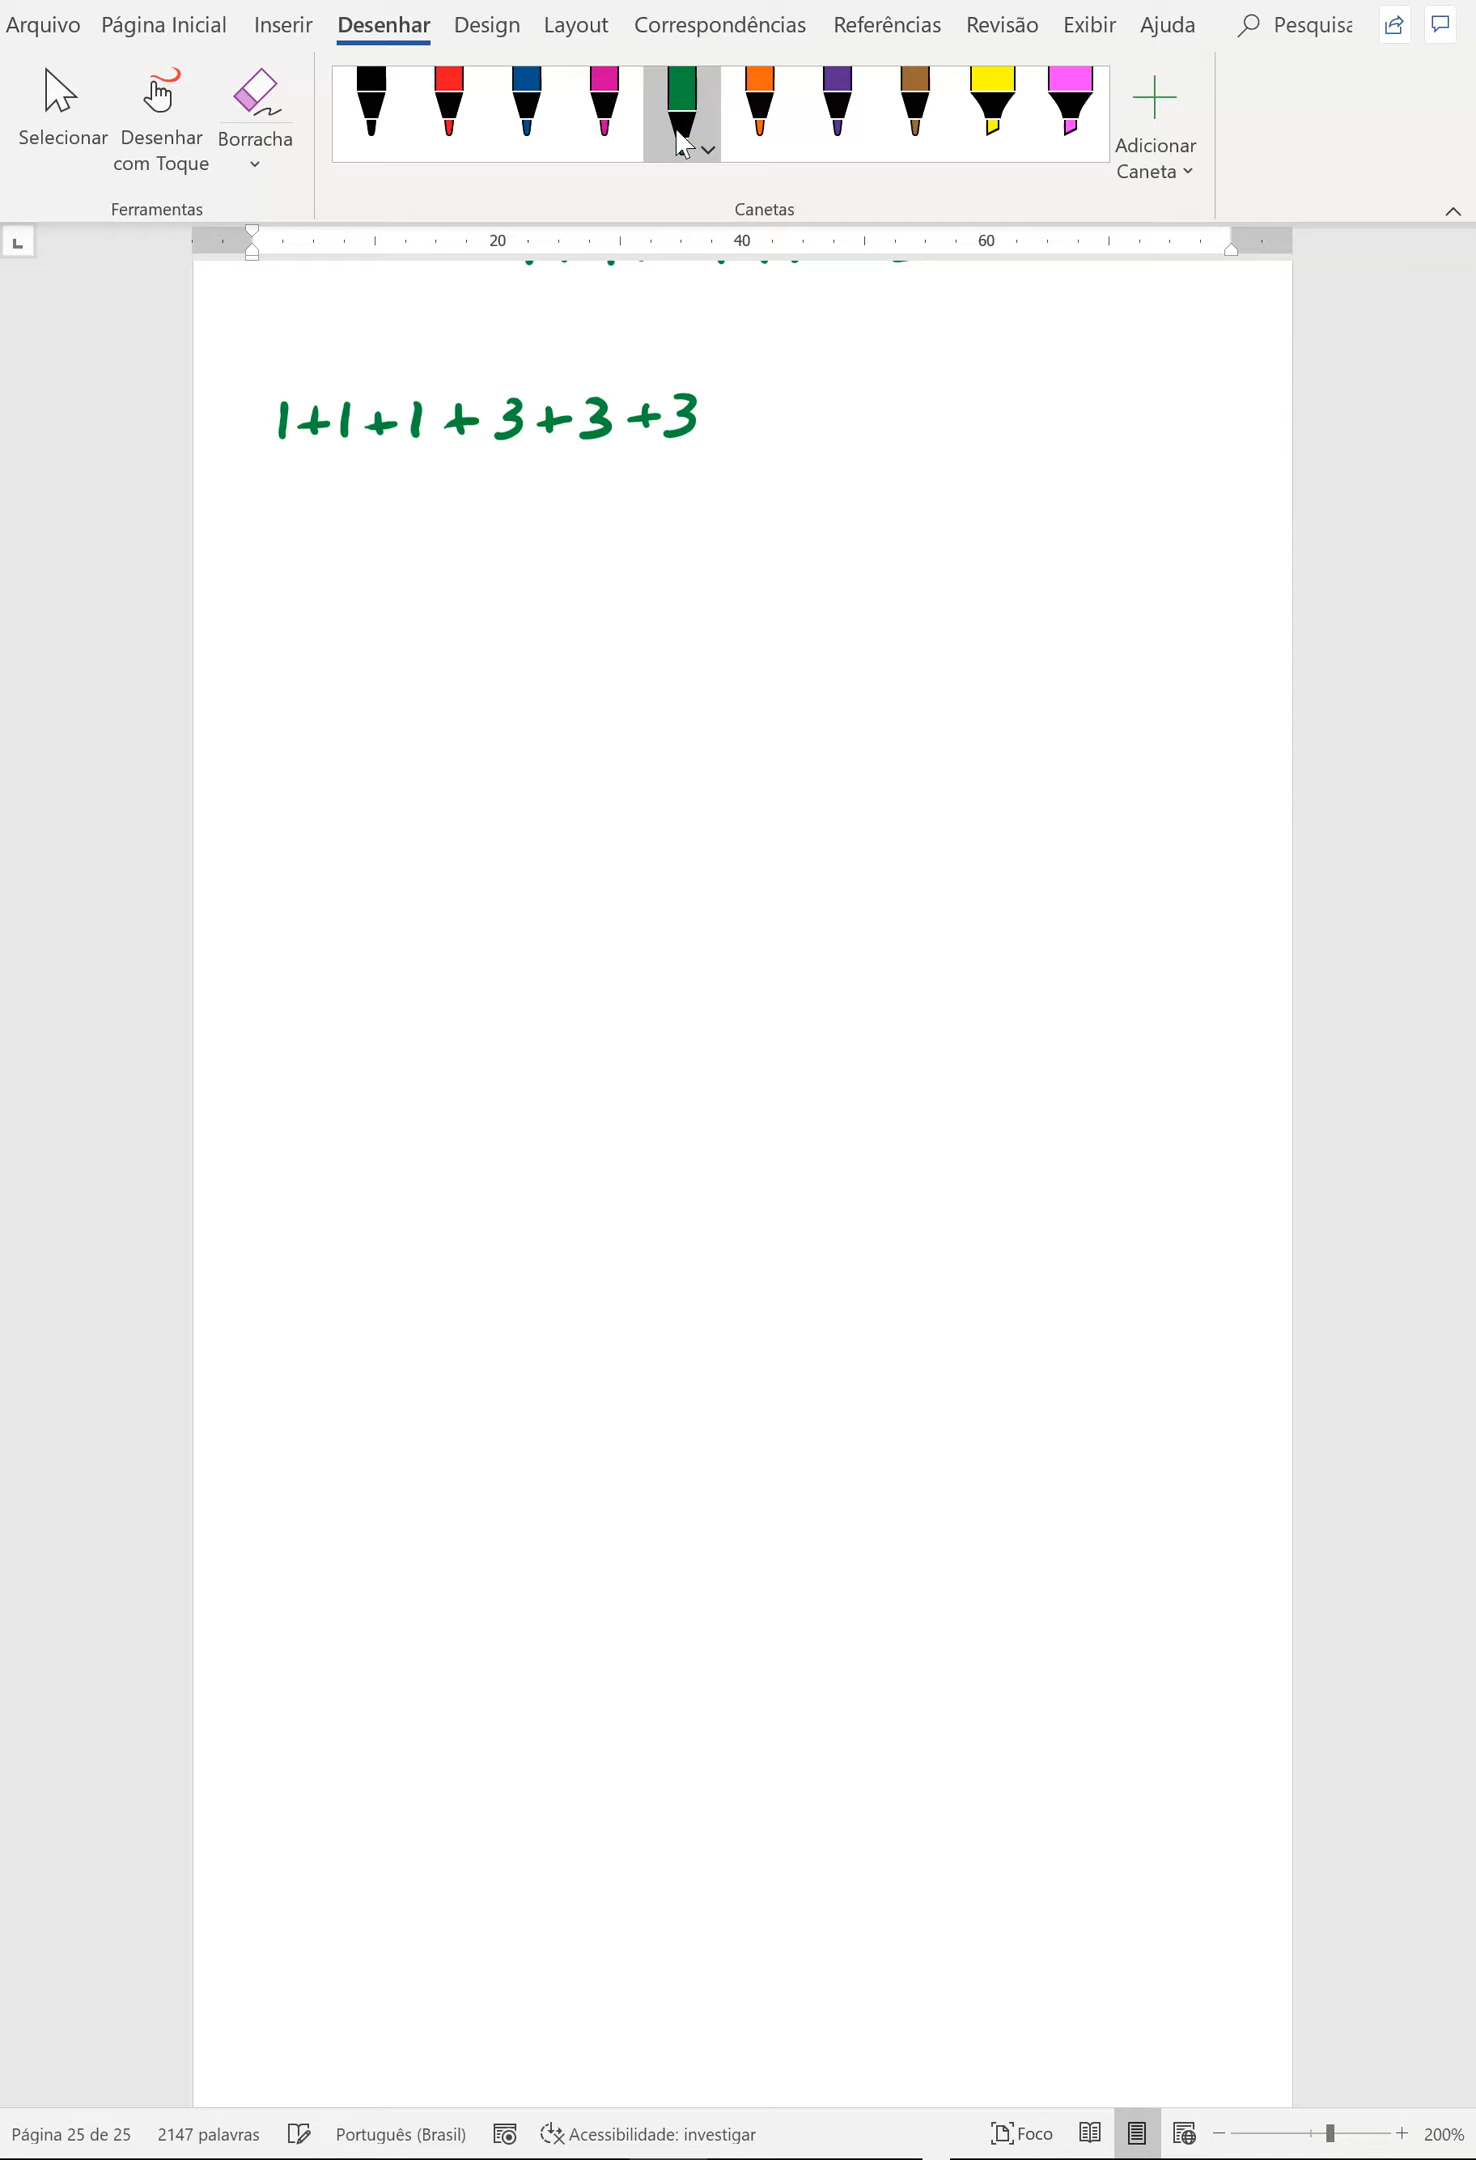 Arquivo Página Inicial Inserir Desenhar Design Layout Correspondências Referências Revisão Exibir Ajuda
Selecionar
Desenhar
com Toque
Borracha
Adicionar
Caneta
Ferramentas
Canetas
20 40 60
1+1+1+3+3+3
Página 25 de 25 2147 palavras Português (Brasil) Acessibilidade: investigar Foco 200%